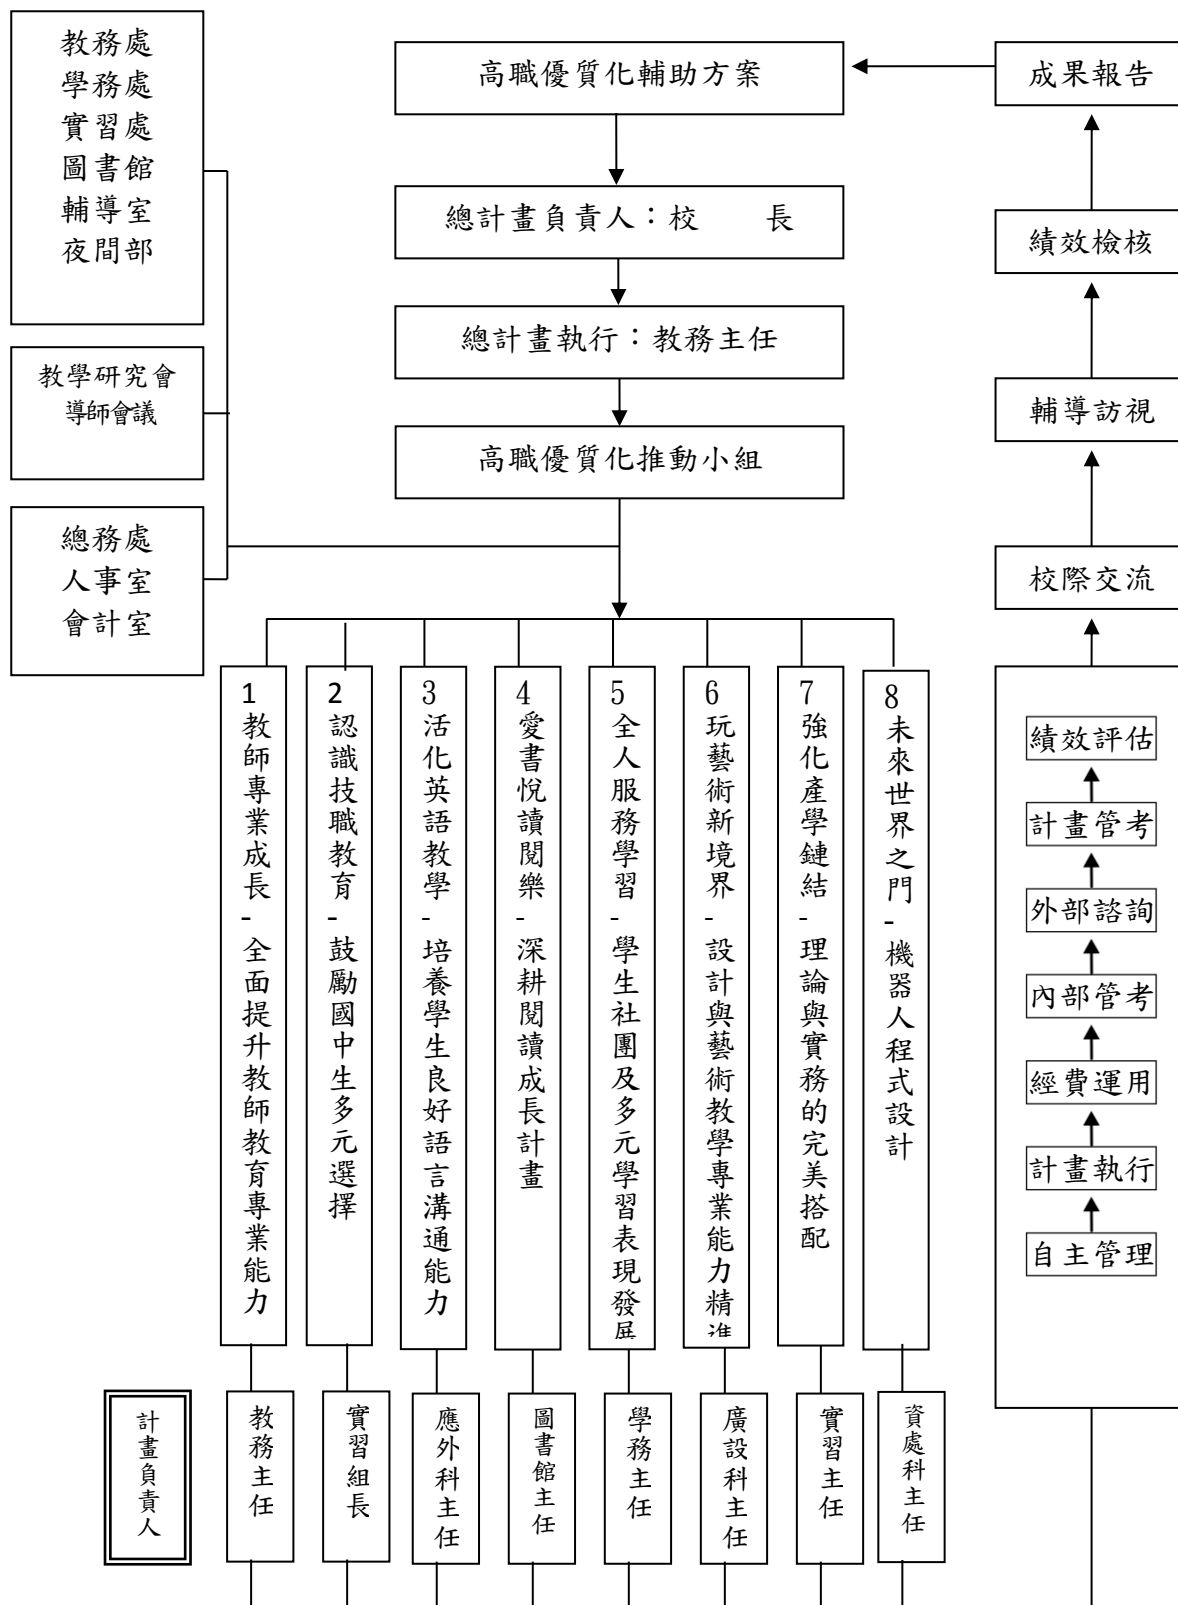 教務處
學務處
實習處
圖書館
輔導室
夜間部
教學研究會
導師會議
總務處
人事室
會計室
高職優質化輔助方案
總計畫負責人：校　　長
總計畫執行：教務主任
高職優質化推動小組
成果報告
績效檢核
輔導訪視
校際交流
績效評估
計畫管考
外部諮詢
內部管考
經費運用
計畫執行
自主管理
1教師專業成長-全面提升教師教育專業能力
2認識技職教育-鼓勵國中生多元選擇
3活化英語教學-培養學生良好語言溝通能力
4愛書悅讀閱樂-深耕閱讀成長計畫
5全人服務學習-學生社團及多元學習表現發展
6玩藝術新境界-設計與藝術教學專業能力精進
7強化產學鏈結-理論與實務的完美搭配
8未來世界之門-機器人程式設計
計畫負責人
教務主任
實習組長
應外科主任
圖書館主任
學務主任
廣設科主任
實習主任
資處科主任